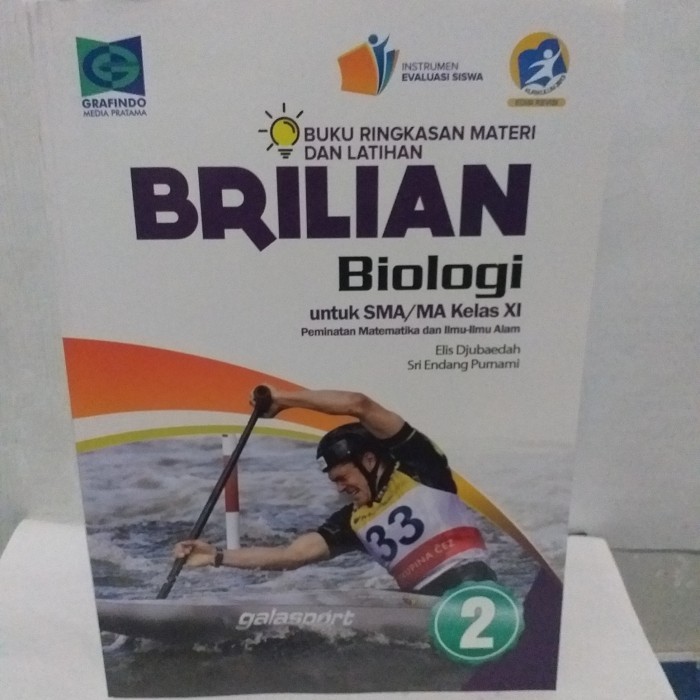 GRAFINDO
MEDIA PRATAMA
INSTRUMEN
EVALUASI SISWA
BUKU RINGKASAN MATERI
DAN LATIHAN
BRILIAN
Biologi
untuk SMA/MA Kelas XI
Peminatan Matematika dan Ilmu-Ilmu Alam
Elis Djubaedah
Sri Endang Purnami
33
galasport
2